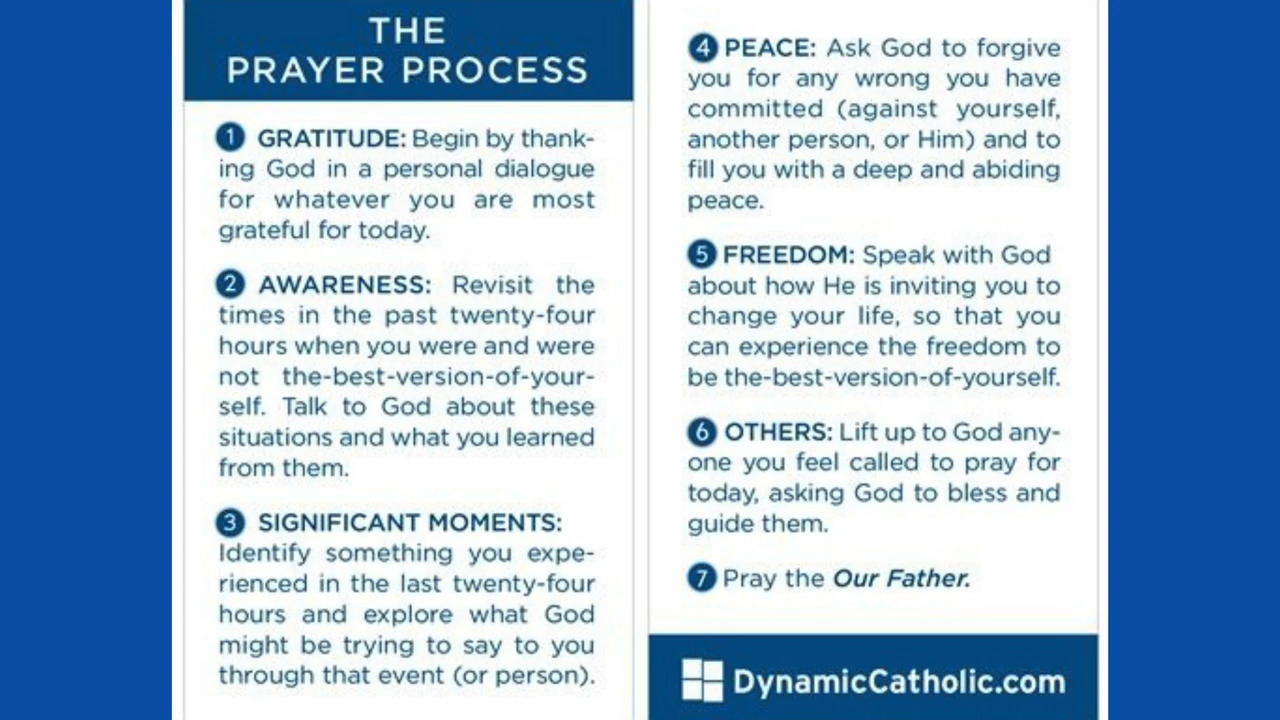 THE
PRAYER PROCESS
1 GRATITUDE: Begin by thank-
ing God in a personal dialogue
for whatever you are most
grateful for today.
2 AWARENESS: Revisit the
times in the past twenty-four
hours when you were and were
not the-best-version-of-your-
self. Talk to God about these
situations and what you learned
from them.
3 SIGNIFICANT MOMENTS:
Identify something you expe-
rienced in the last twenty-four
hours and explore what God
might be trying to say to you
through that event (or person).
4 PEACE: Ask God to forgive
you for any wrong you have
committed (against yourself,
another person, or Him) and to
fill you with a deep and abiding
peace.
5 FREEDOM: Speak with God
about how He is inviting you to
change your life, so that you
can experience the freedom to
be the-best-version-of-yourself.
6 OTHERS: Lift up to God any-
one you feel called to pray for
today, asking God to bless and
guide them.
7 Pray the Our Father.
DynamicCatholic.com